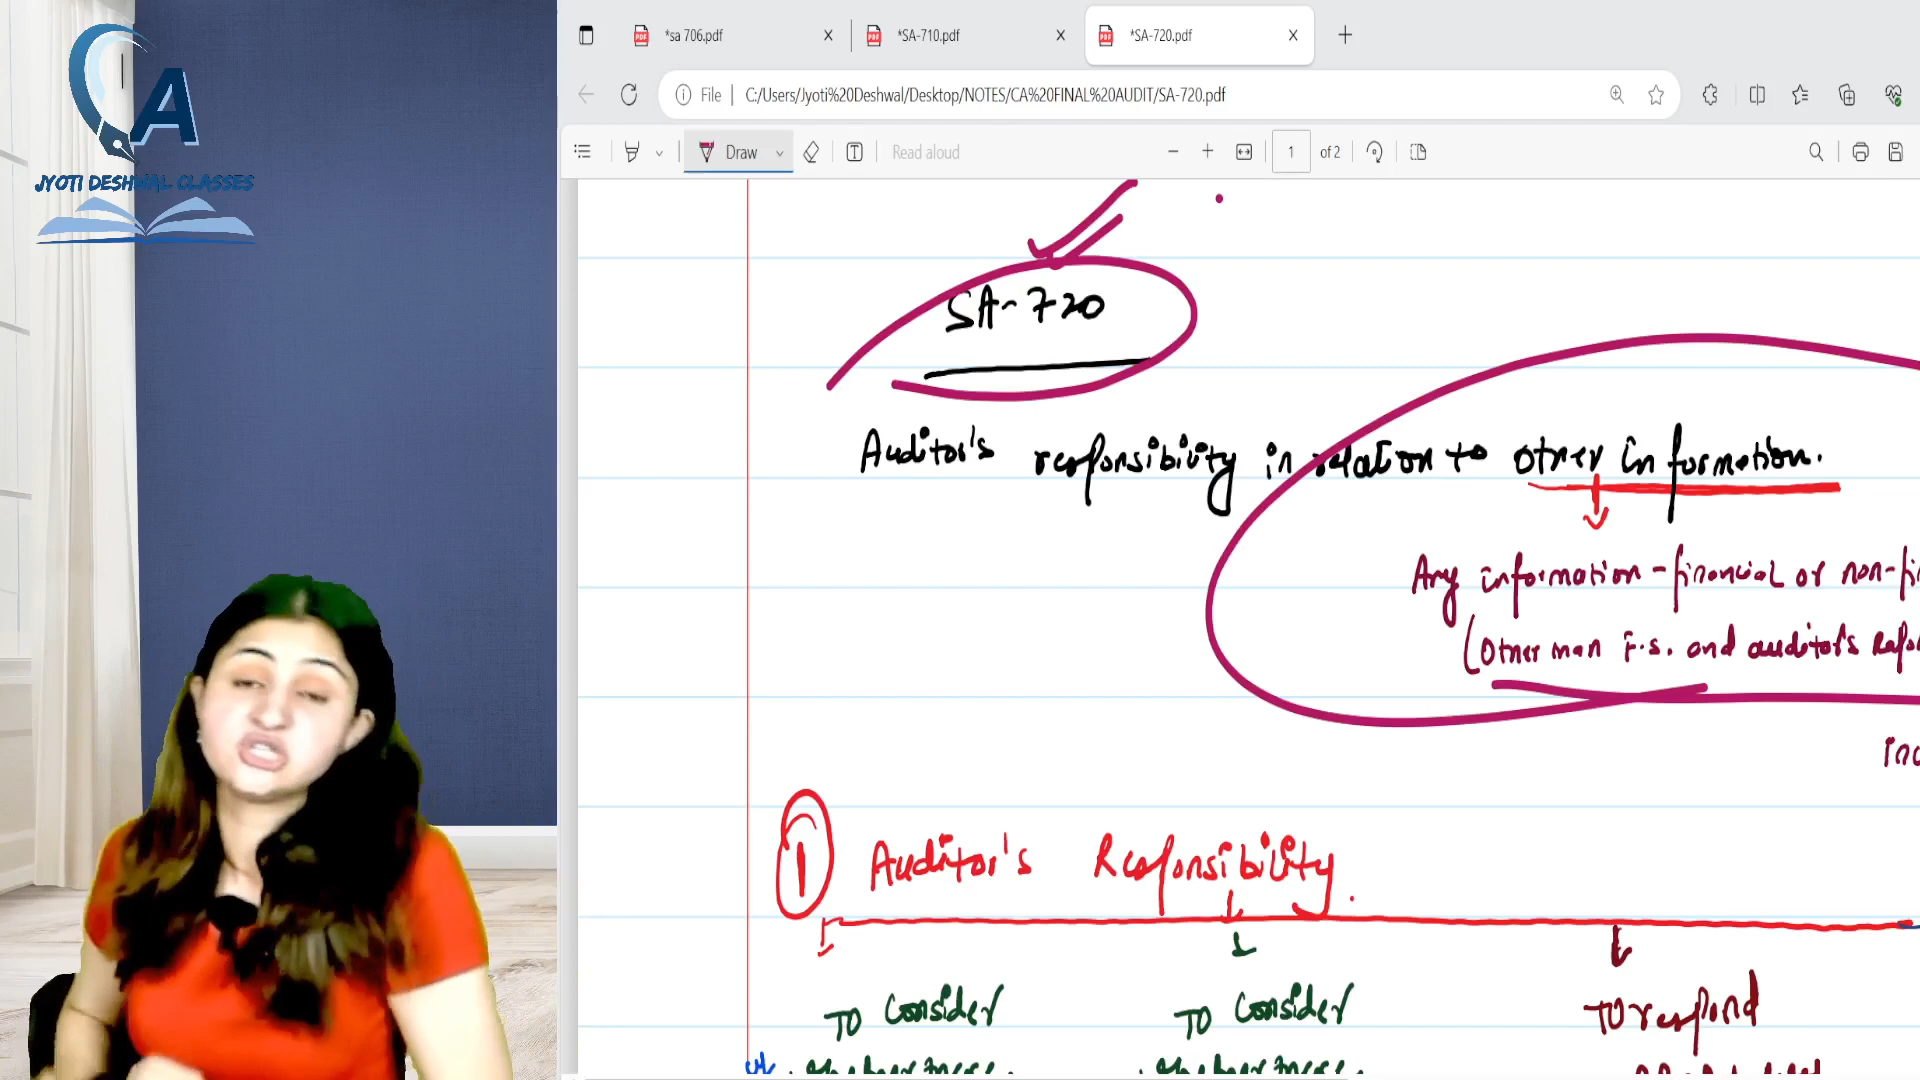 CA
JYOTI DESHWAL CLASSES
*sa 706.pdf
*SA-710.pdf
*SA-720.pdf
File
C:/Users/Jyoti%20Deshwal/Desktop/NOTES/CA%20FINAL%20AUDIT/SA-720.pdf
Draw
Read aloud
1 of 2
SA-720
Auditor's responsibility in relation to other information.
Any information - financial or non-fi
(Other than F.S. and auditor's Repo
inc
1 Auditor's Responsibility.
To Consider To Consider To respond